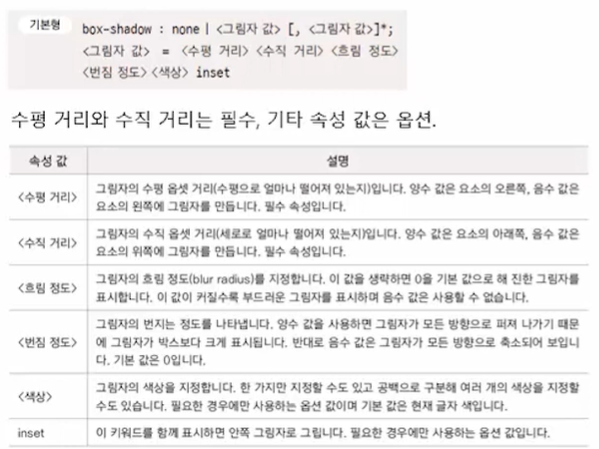 기본형
box-shadow : none | <그림자 값> [, <그림자 값>]*;
<그림자 값> = <수평 거리> <수직 거리> <흐림 정도>
<번짐 정도> <색상> inset
수평 거리와 수직 거리는 필수, 기타 속성 값은 옵션.
속성 값
설명
<수평 거리>
그림자의 수평 옵셋 거리(수평으로 얼마나 떨어져 있는지)입니다. 양수 값은 요소의 오른쪽, 음수 값은
요소의 왼쪽에 그림자를 만듭니다. 필수 속성입니다.
<수직 거리>
그림자의 수직 옵셋 거리(세로로 얼마나 떨어져 있는지)입니다. 양수 값은 요소의 아래쪽, 음수 값은
요소의 위쪽에 그림자를 만듭니다. 필수 속성입니다.
<흐림 정도>
그림자의 흐림 정도(blur radius)를 지정합니다. 이 값을 생략하면 0을 기본 값으로 해 진한 그림자를
표시합니다. 이 값이 커질수록 부드러운 그림자를 표시하며 음수 값은 사용할 수 없습니다.
<번짐 정도>
그림자의 번지는 정도를 나타냅니다. 양수 값을 사용하면 그림자가 모든 방향으로 퍼져 나가기 때문
에 그림자가 박스보다 크게 표시됩니다. 반대로 음수 값은 그림자가 모든 방향으로 축소되어 보입니
다. 기본 값은 0입니다.
<색상>
그림자의 색상을 지정합니다. 한 가지만 지정할 수도 있고 공백으로 구분해 여러 개의 색상을 지정할
수도 있습니다. 필요한 경우에만 사용하는 옵션 값이며 기본 값은 현재 글자 색입니다.
inset
이 키워드를 함께 표시하면 안쪽 그림자로 그립니다. 필요한 경우에만 사용하는 옵션 값입니다.